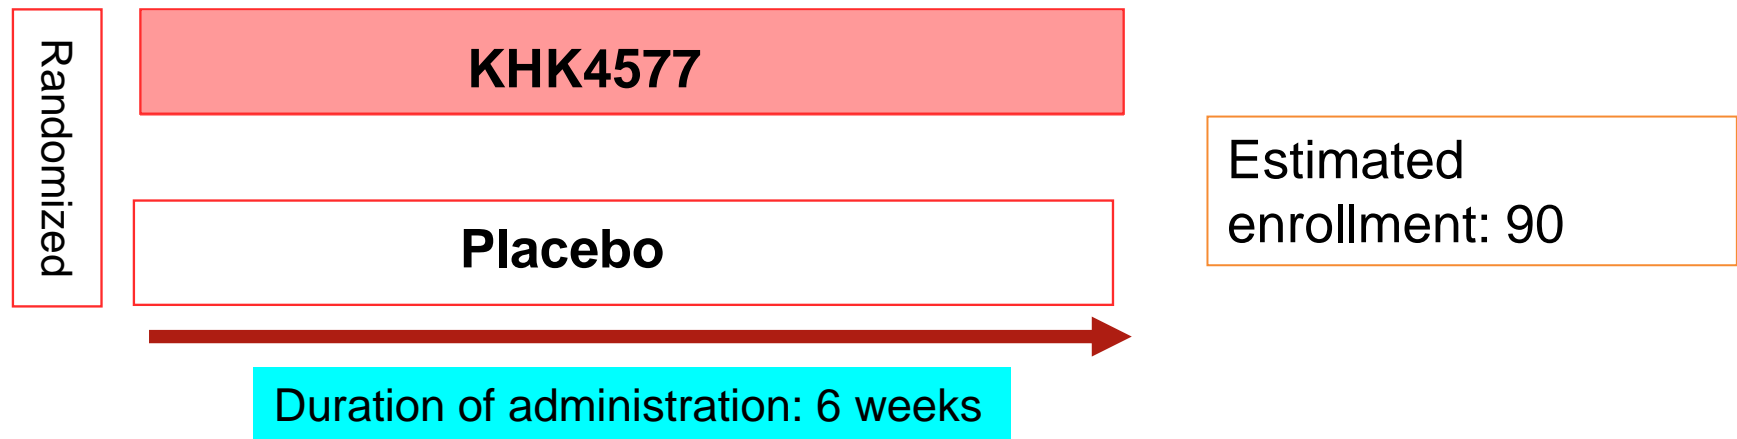 Randomized
KHK4577
Placebo
Duration of administration: 6 weeks
Estimated
enrollment: 90